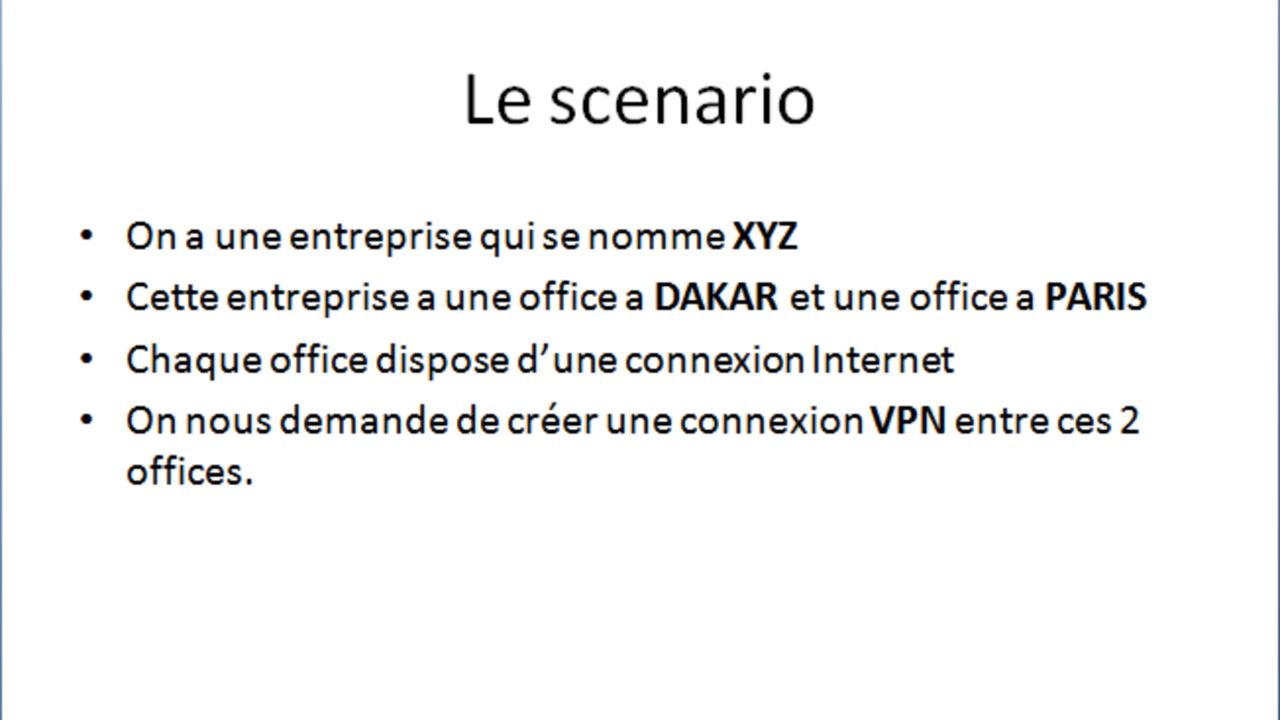 Le scenario
• On a une entreprise qui se nomme XYZ
• Cette entreprise a une office a DAKAR et une office a PARIS
• Chaque office dispose d’une connexion Internet
• On nous demande de créer une connexion VPN entre ces 2
offices.